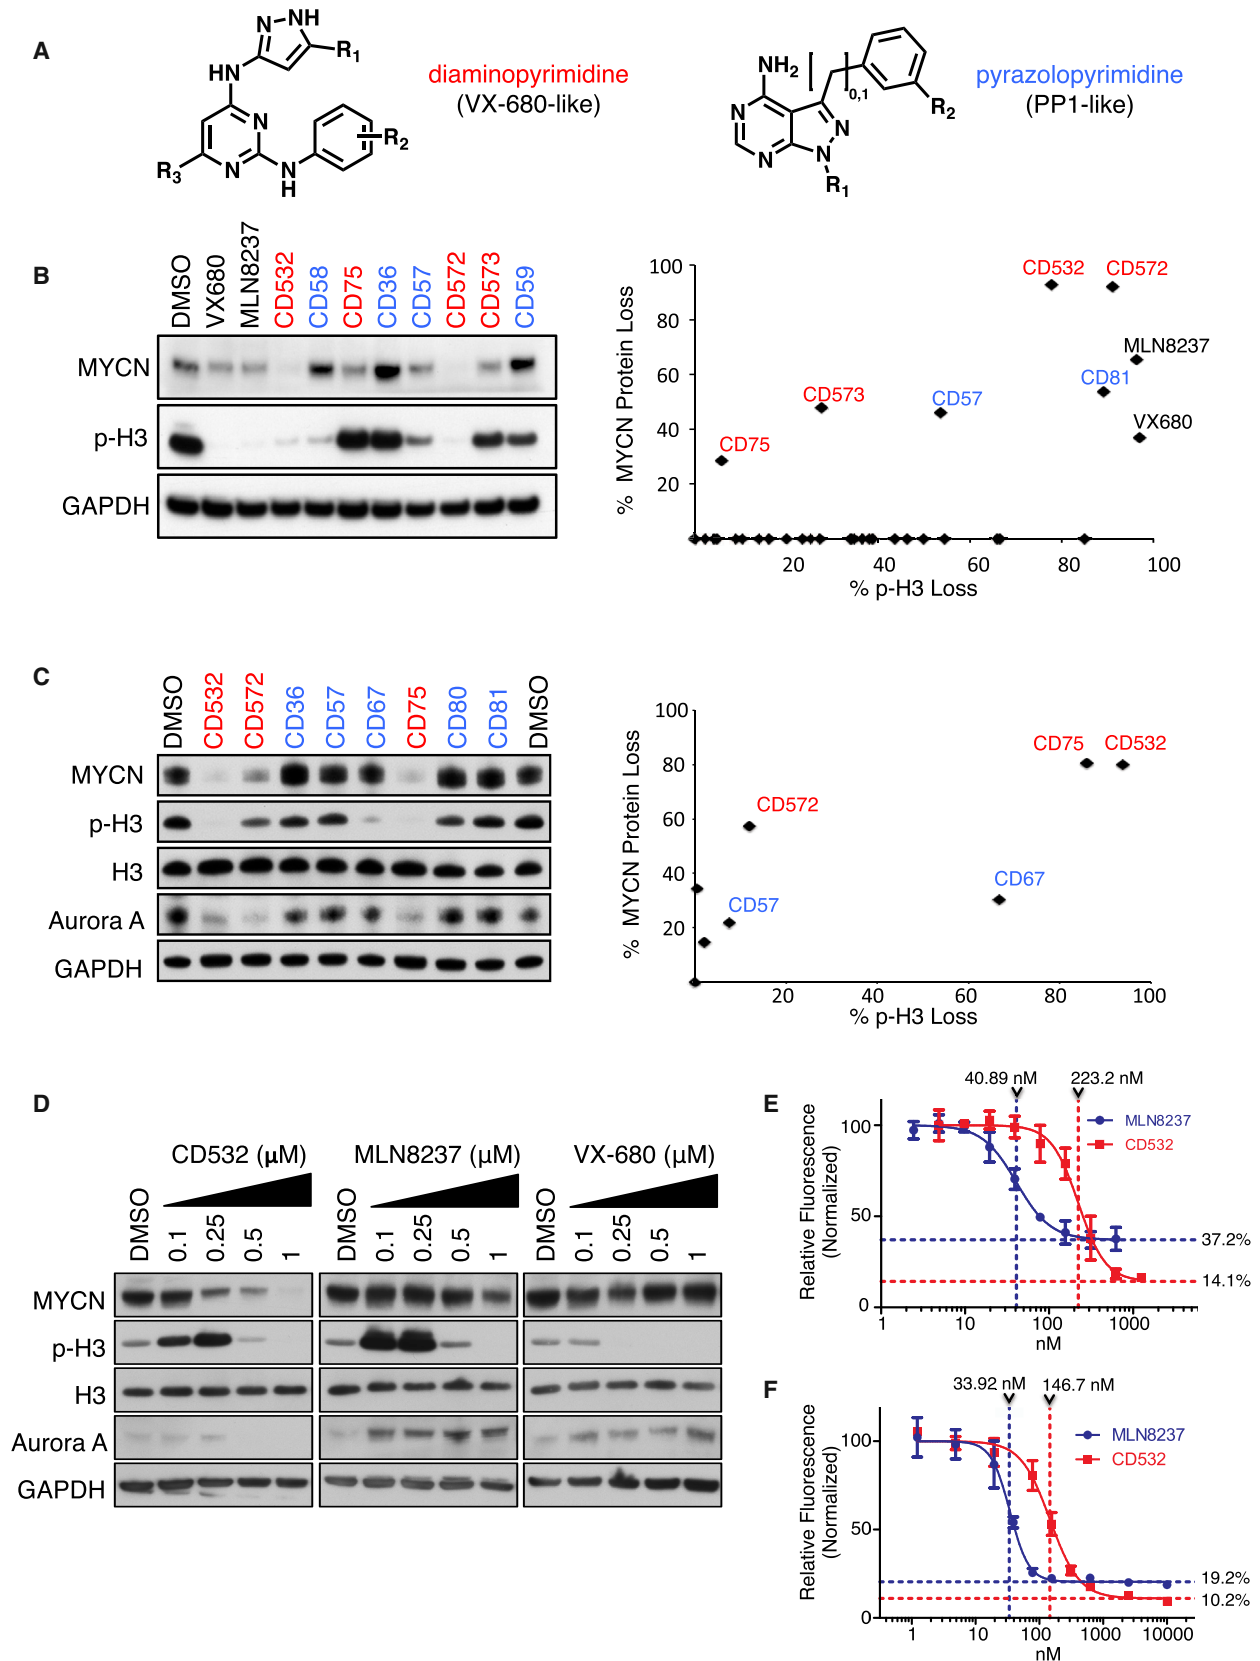 A
N
NH
R1
HN
N
N
R3
N
H
R2
diaminopyrimidine
(VX-680-like)
NH2
0,1
N
N
N
N
R1
R2
pyrazolopyrimidine
(PP1-like)
B
DMSO
VX680
MLN8237
CD532
CD58
CD75
CD36
CD57
CD572
CD573
CD59
MYCN
p-H3
GAPDH
% MYCN Protein Loss
100
80
60
40
20
CD532
CD572
MLN8237
CD81
CD573
CD57
VX680
CD75
20
40
60
80
100
% p-H3 Loss
C
DMSO
CD532
CD572
CD36
CD57
CD67
CD75
CD80
CD81
DMSO
MYCN
p-H3
H3
Aurora A
GAPDH
% MYCN Protein Loss
100
80
60
40
20
CD75
CD532
CD572
CD67
CD57
20
40
60
80
100
% p-H3 Loss
D
CD532 (μM)
MLN8237 (μM)
VX-680 (μM)
DMSO
0.1
0.25
0.5
1
DMSO
0.1
0.25
0.5
1
DMSO
0.1
0.25
0.5
1
MYCN
p-H3
H3
Aurora A
GAPDH
E
40.89 nM
223.2 nM
Relative Fluorescence
(Normalized)
100
50
0
MLN8237
CD532
37.2%
14.1%
1
10
100
1000
nM
F
33.92 nM
146.7 nM
Relative Fluorescence
(Normalized)
100
50
0
MLN8237
CD532
19.2%
10.2%
1
10
100
1000
10000
nM